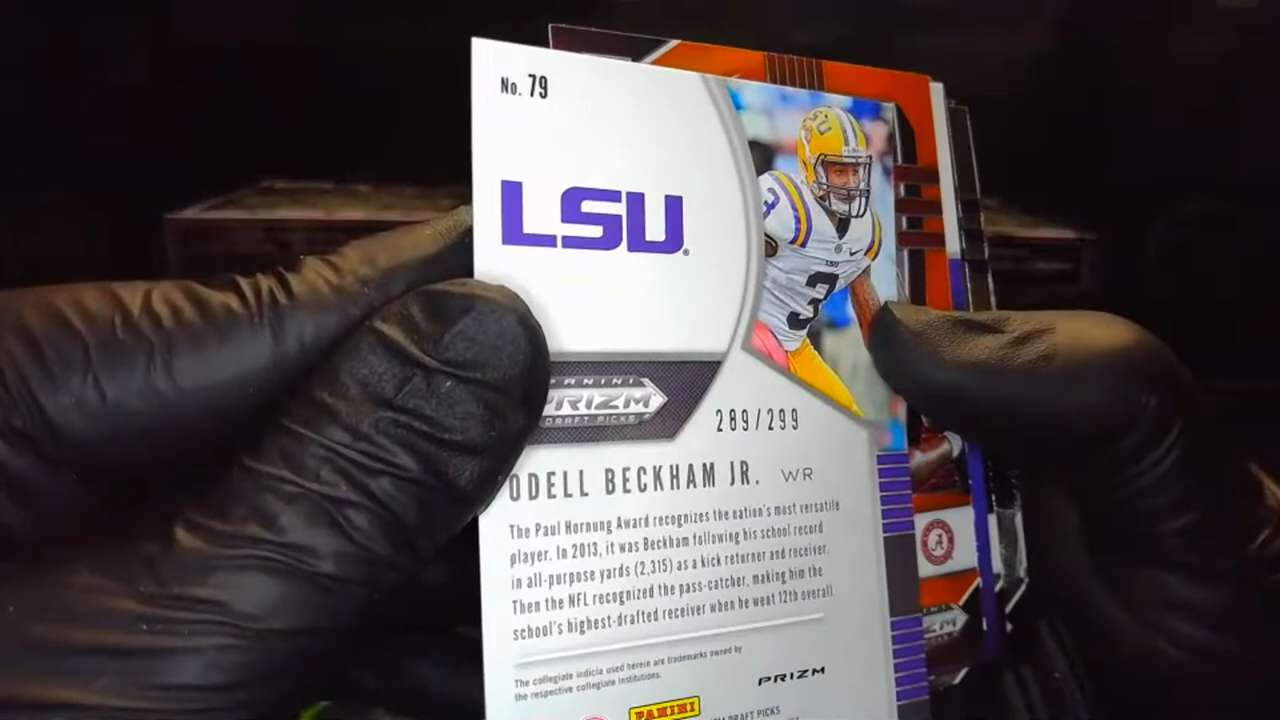 No. 79
LSU
LSU
3
3
PANINI
PRIZM
DRAFT PICKS
289/299
ODELL BECKHAM JR. WR
The Paul Hornung Award recognizes the nation's most versatile
player. In 2013, it was Beckham following his school record
in all-purpose yards (2,315) as a kick returner and receiver.
Then the NFL recognized the pass-catcher, making him the
school's highest-drafted receiver when he went 12th overall.
The collegiate indicia used herein are trademarks owned by
the respective collegiate institutions.
PRIZM
PANINI
DRAFT PICKS